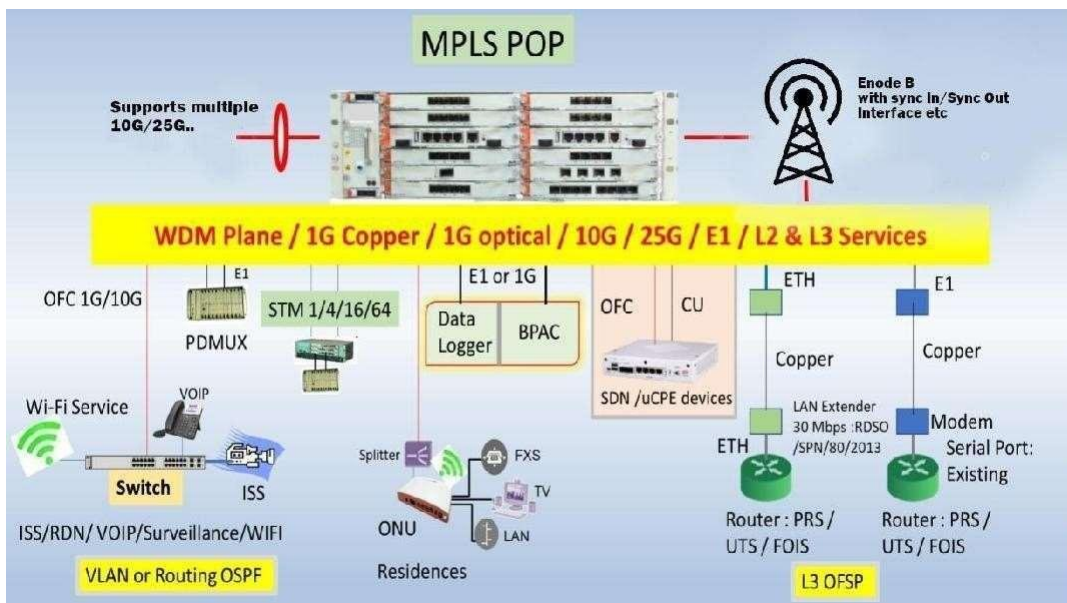 MPLS POP
Supports multiple
10G/25G..
Enode B
with sync in/Sync Out
Interface etc
WDM Plane / 1G Copper / 1G optical / 10G / 25G / E1 / L2 & L3 Services
OFC 1G/10G
E1
PDMUX
STM 1/4/16/64
E1 or 1G
Data
Logger
BPAC
OFC
CU
SDN /uCPE devices
ETH
Copper
LAN Extender
30 Mbps :RDSO
/SPN/80/2013
ETH
Router : PRS /
UTS / FOIS
E1
Copper
Modem
Serial Port:
Existing
Router : PRS /
UTS / FOIS
L3 OFSP
Wi-Fi Service
VOIP
Switch
ISS
ISS/RDN/ VOIP/Surveillance/WIFI
VLAN or Routing OSPF
Splitter
ONU
FXS
TV
LAN
Residences